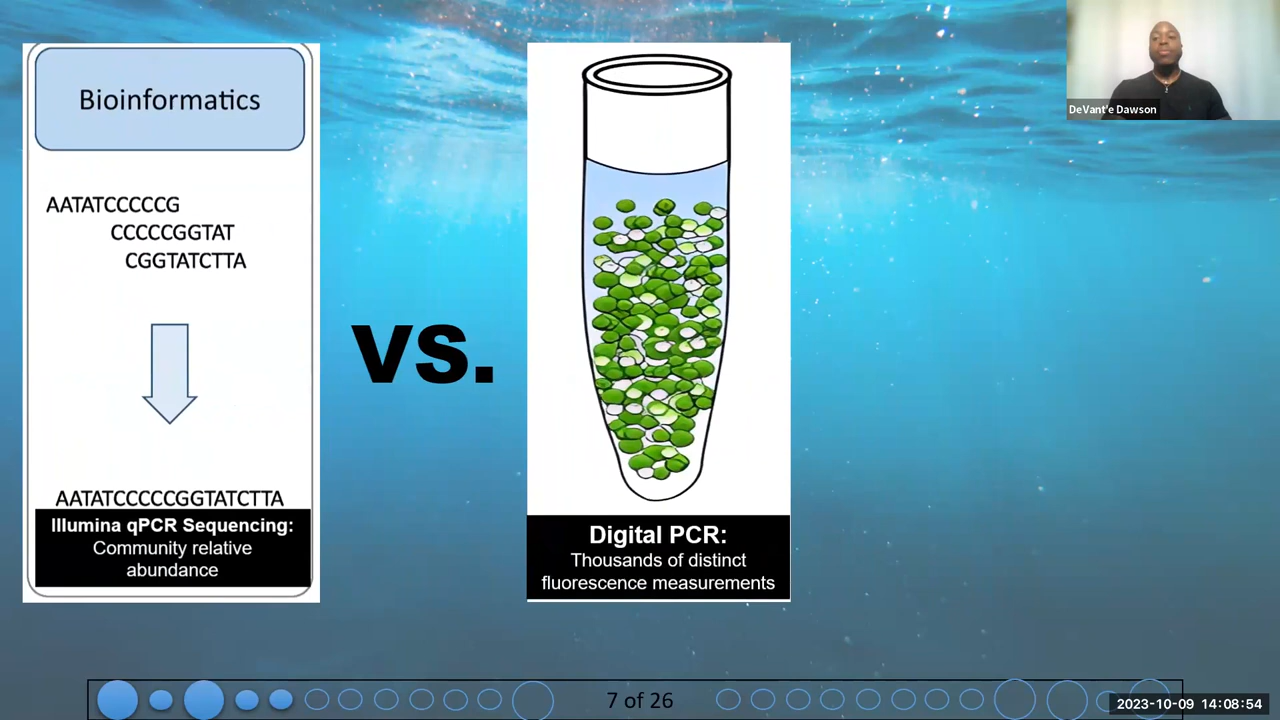 Bioinformatics
AATATCCCCCG
CCCCCGGTAT
CGGTATCTTA
AATATCCCCCGGTATCTTA
Illumina qPCR Sequencing:
Community relative
abundance
VS.
Digital PCR:
Thousands of distinct
fluorescence measurements
DeVant'e Dawson
7 of 26
2023-10-09 14:08:54